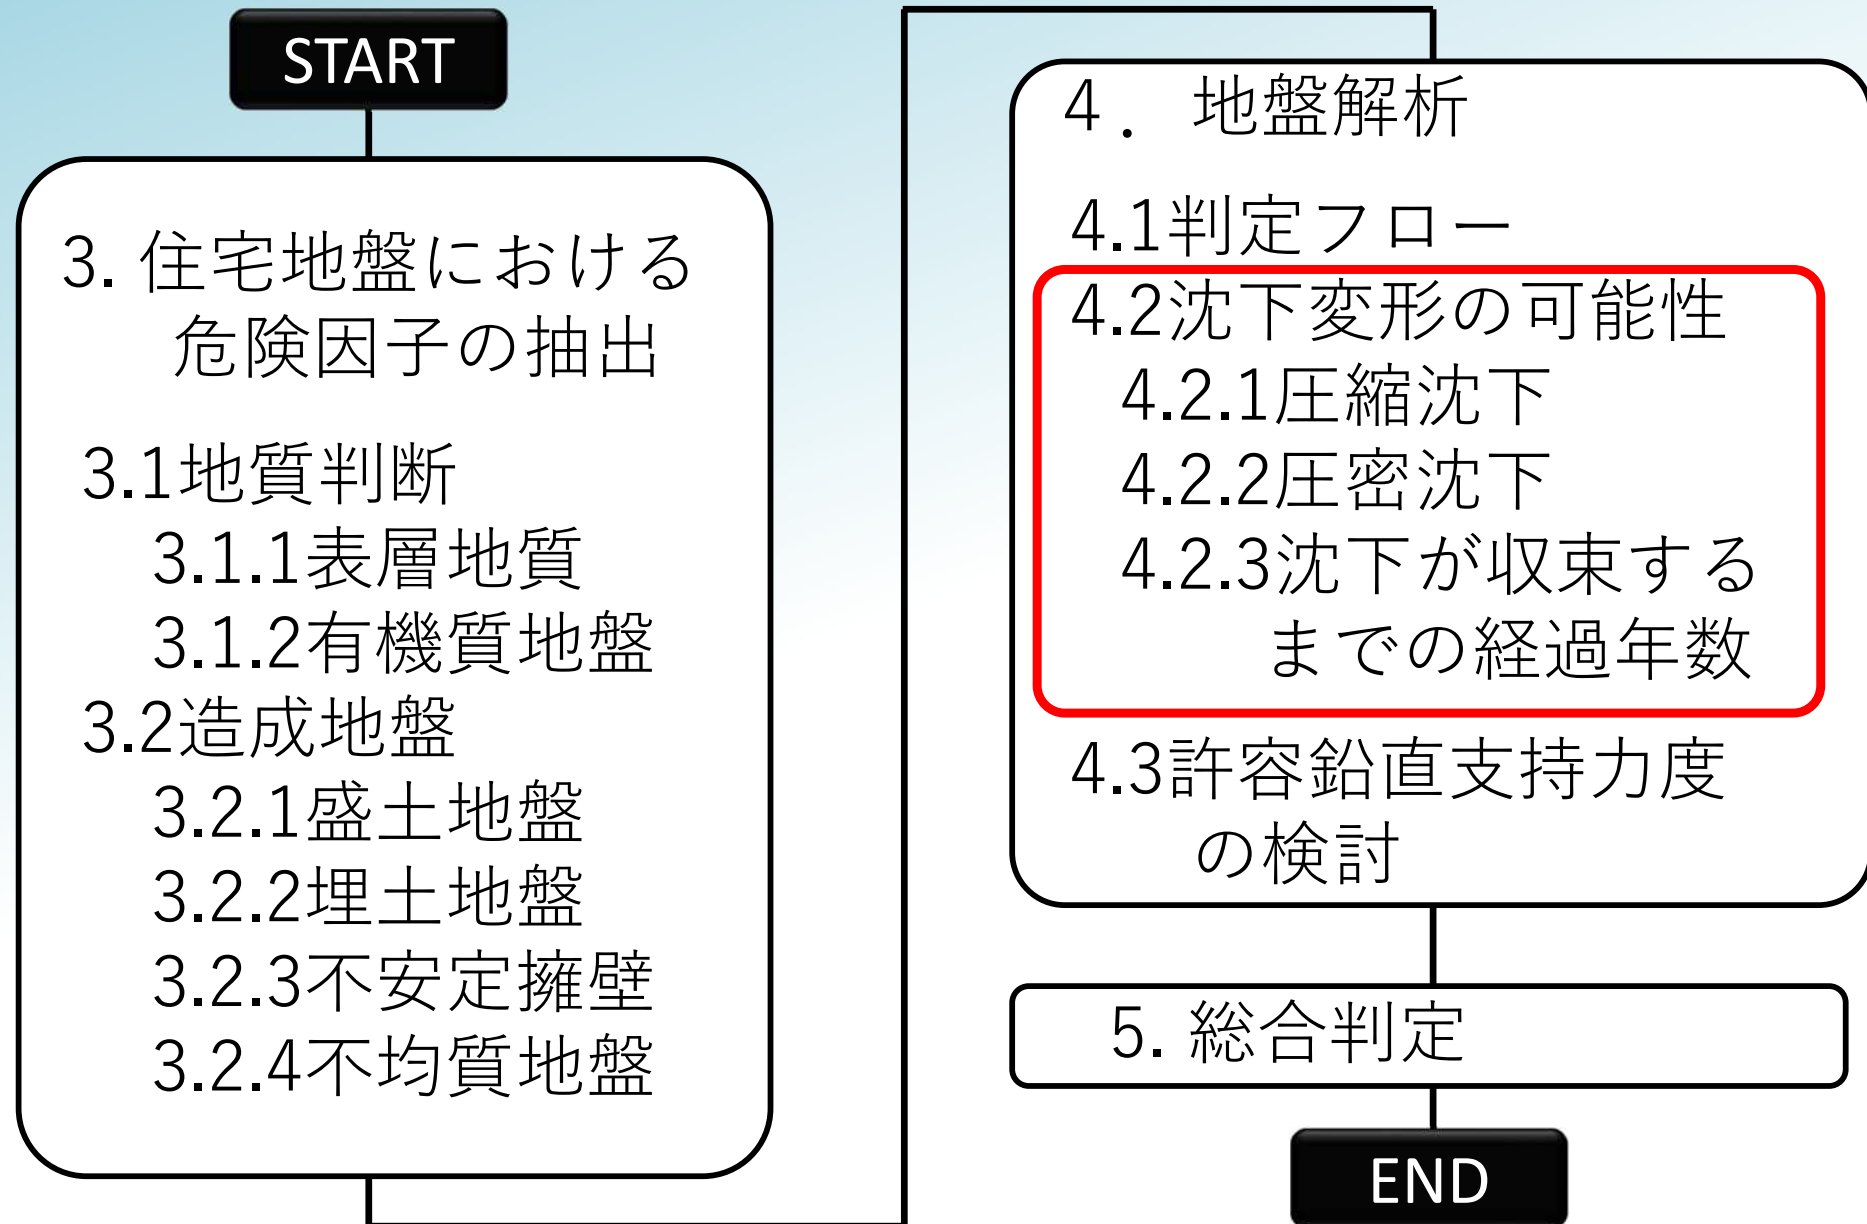 START
3. 住宅地盤における
危険因子の抽出
3.1地質判断
3.1.1表層地質
3.1.2有機質地盤
3.2造成地盤
3.2.1盛土地盤
3.2.2埋土地盤
3.2.3不安定擁壁
3.2.4不均質地盤
4. 地盤解析
4.1判定フロー
4.2沈下変形の可能性
4.2.1圧縮沈下
4.2.2圧密沈下
4.2.3沈下が収束する
までの経過年数
4.3許容鉛直支持力度
の検討
5. 総合判定
END